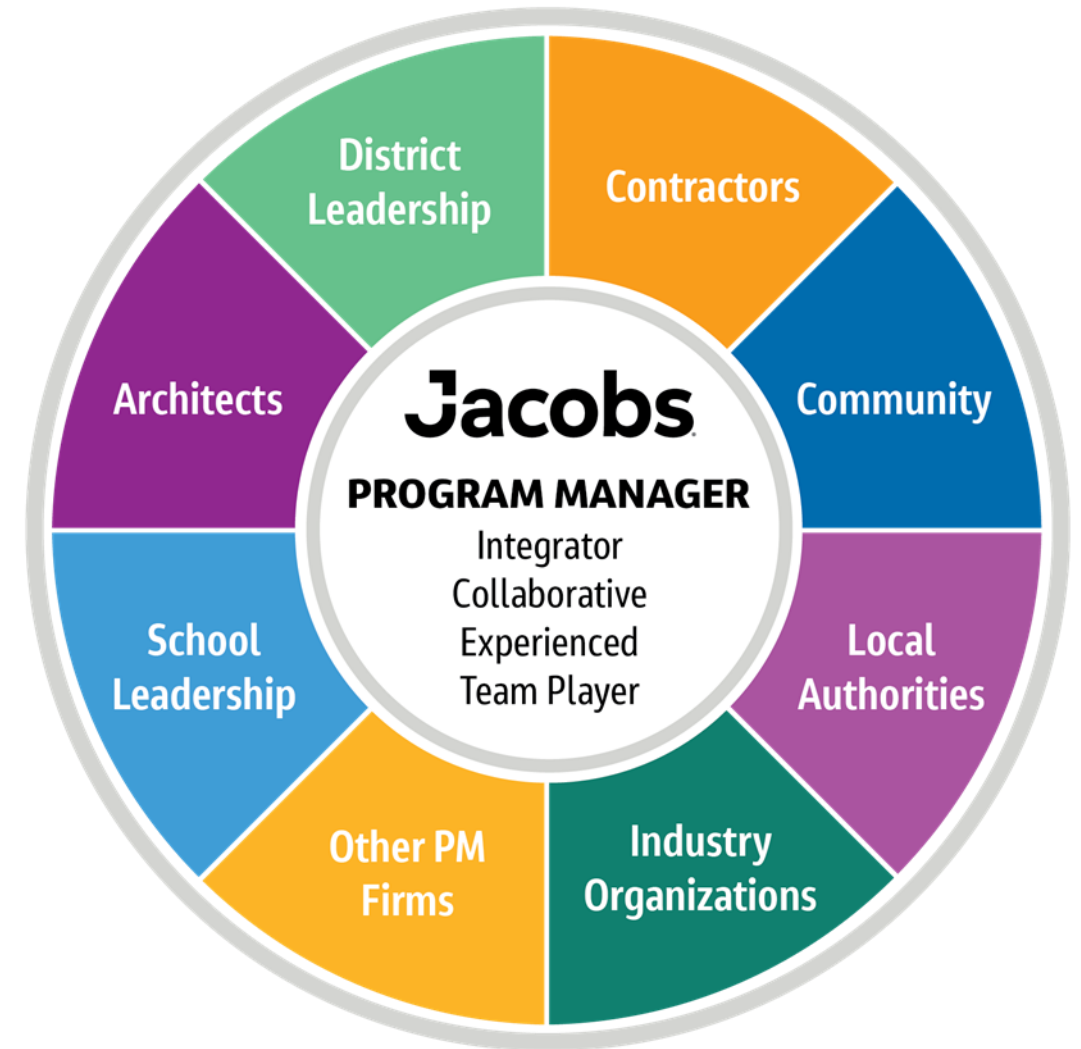 District
Leadership
Contractors
Architects
Community
Jacobs
PROGRAM MANAGER
Integrator
Collaborative
Experienced
Team Player
School
Leadership
Local
Authorities
Other PM
Firms
Industry
Organizations